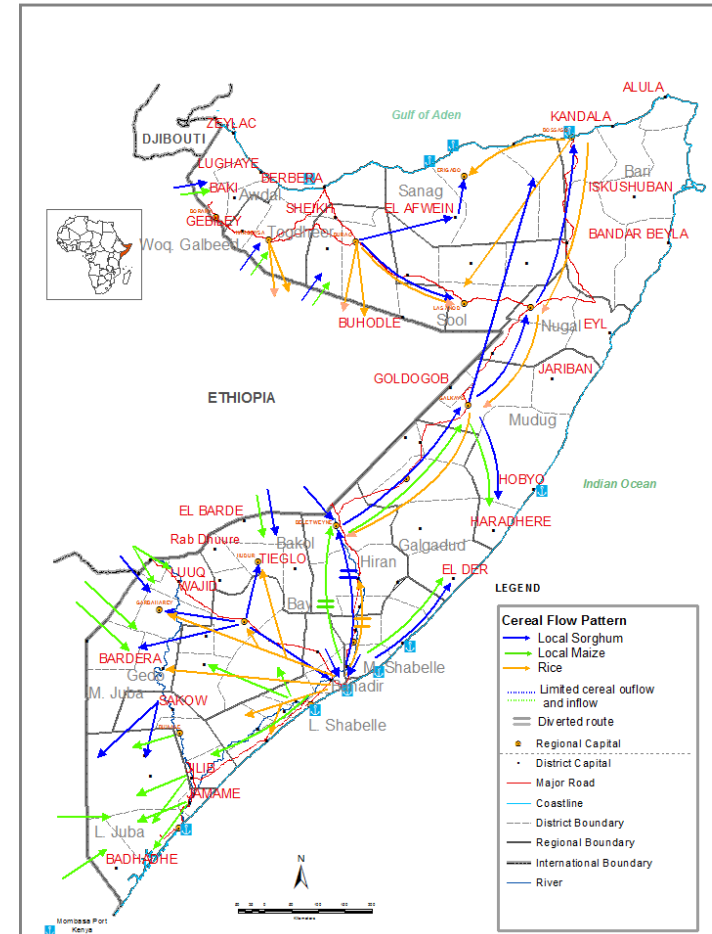 ALULA
Gulf of Aden
KANDALA
ZEYLAC
DJIBOUTI
LUGHAYE
BERBERA
BAKI
Awdal
ERIGABO
Sanag
Bari
ISKUSHUBAN
SHEIKH
EL AFWEIN
GEBILEY
Togdheer
Woq. Galbeed
BANDAR BEYLA
BUHODLE
Sool
Nugal
EYL
GOLDOGOB
JARIBAN
ETHIOPIA
Mudug
HOBYO
Indian Ocean
HARADHERE
EL BARDE
Rab Dhuure
Bakol
Hiran
Galgadud
TIEGLO
LUUQ
WAJID
EL DER
Bay
BARDERA
Gedo
M. Shabelle
Banadir
M. Juba
SAKOW
L. Shabelle
JILIB
JAMAME
L. Juba
BADHADHE
N
Kilometers
Mombasa Port
Kenya
LEGEND
Cereal Flow Pattern
Local Sorghum
Local Maize
Rice
Limited cereal ouflow
and inflow
Diverted route
Regional Capital
District Capital
Major Road
Coastline
District Boundary
Regional Boundary
International Boundary
River